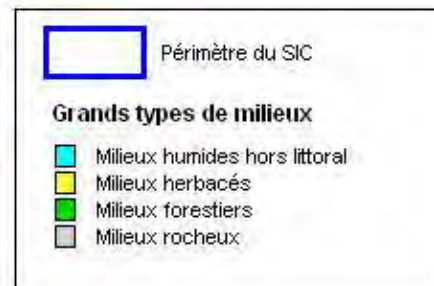 Périmètre du SIC
Grands types de milieux
Milieux humides hors littoral
Milieux herbacés
Milieux forestiers
Milieux rocheux